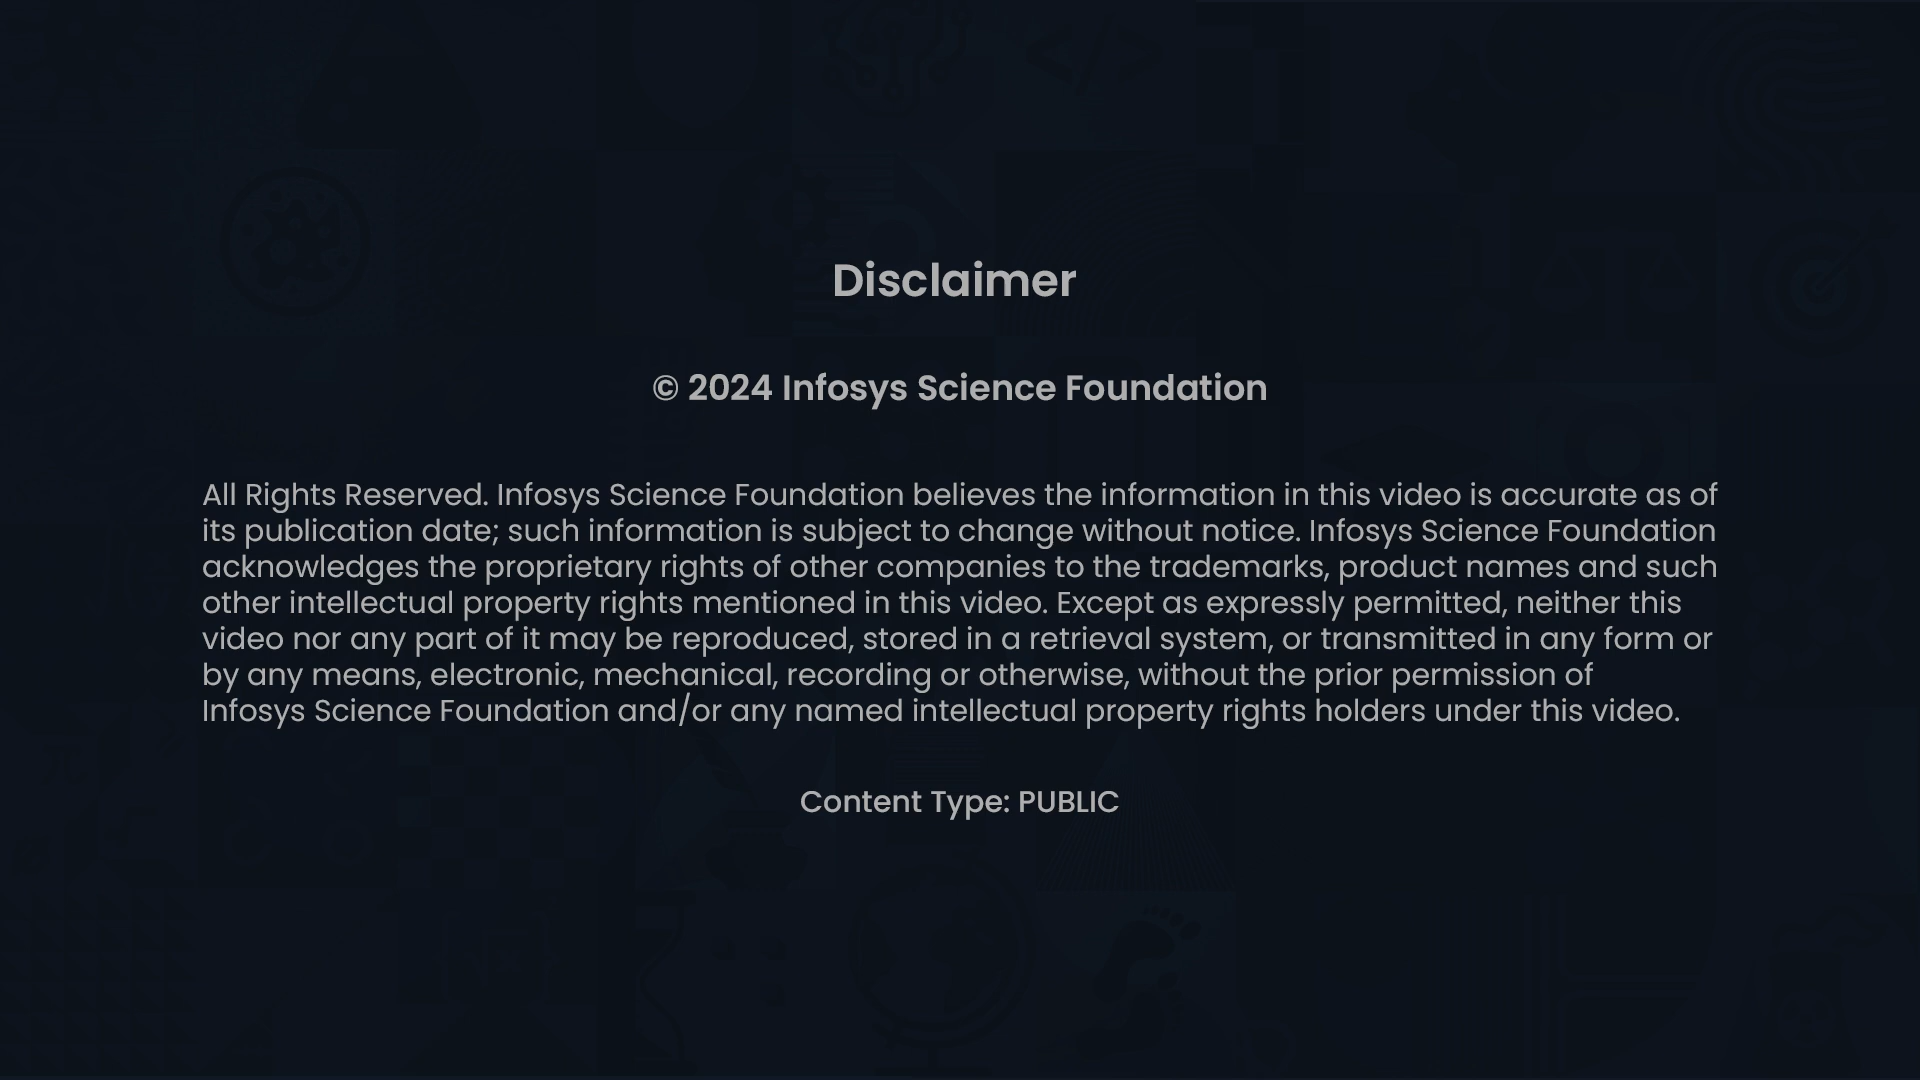 Disclaimer
© 2024 Infosys Science Foundation
All Rights Reserved. Infosys Science Foundation believes the information in this video is accurate as of
its publication date; such information is subject to change without notice. Infosys Science Foundation
acknowledges the proprietary rights of other companies to the trademarks, product names and such
other intellectual property rights mentioned in this video. Except as expressly permitted, neither this
video nor any part of it may be reproduced, stored in a retrieval system, or transmitted in any form or
by any means, electronic, mechanical, recording or otherwise, without the prior permission of
Infosys Science Foundation and/or any named intellectual property rights holders under this video.
Content Type: PUBLIC